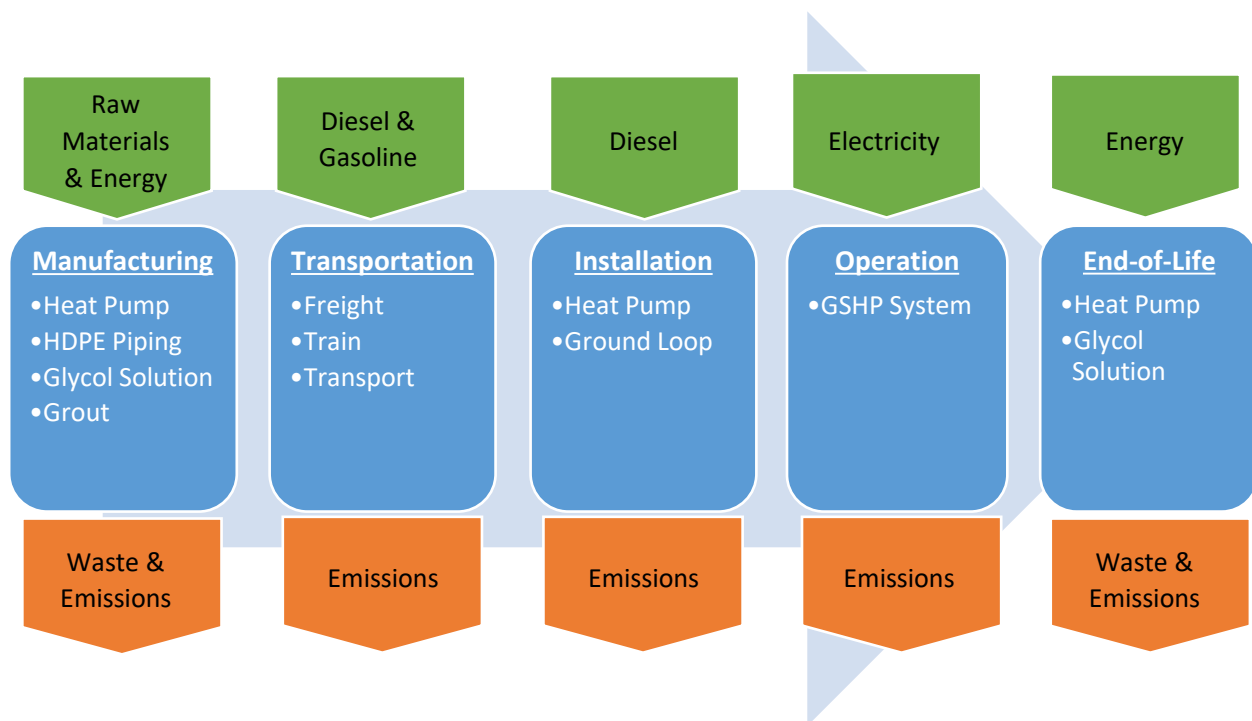 Raw
Materials
& Energy
Diesel &
Gasoline
Diesel
Electricity
Energy
Manufacturing
•Heat Pump
•HDPE Piping
•Glycol Solution
•Grout
Transportation
•Freight
•Train
•Transport
Installation
•Heat Pump
•Ground Loop
Operation
•GSHP System
End-of-Life
•Heat Pump
•Glycol
Solution
Waste &
Emissions
Emissions
Emissions
Emissions
Waste &
Emissions